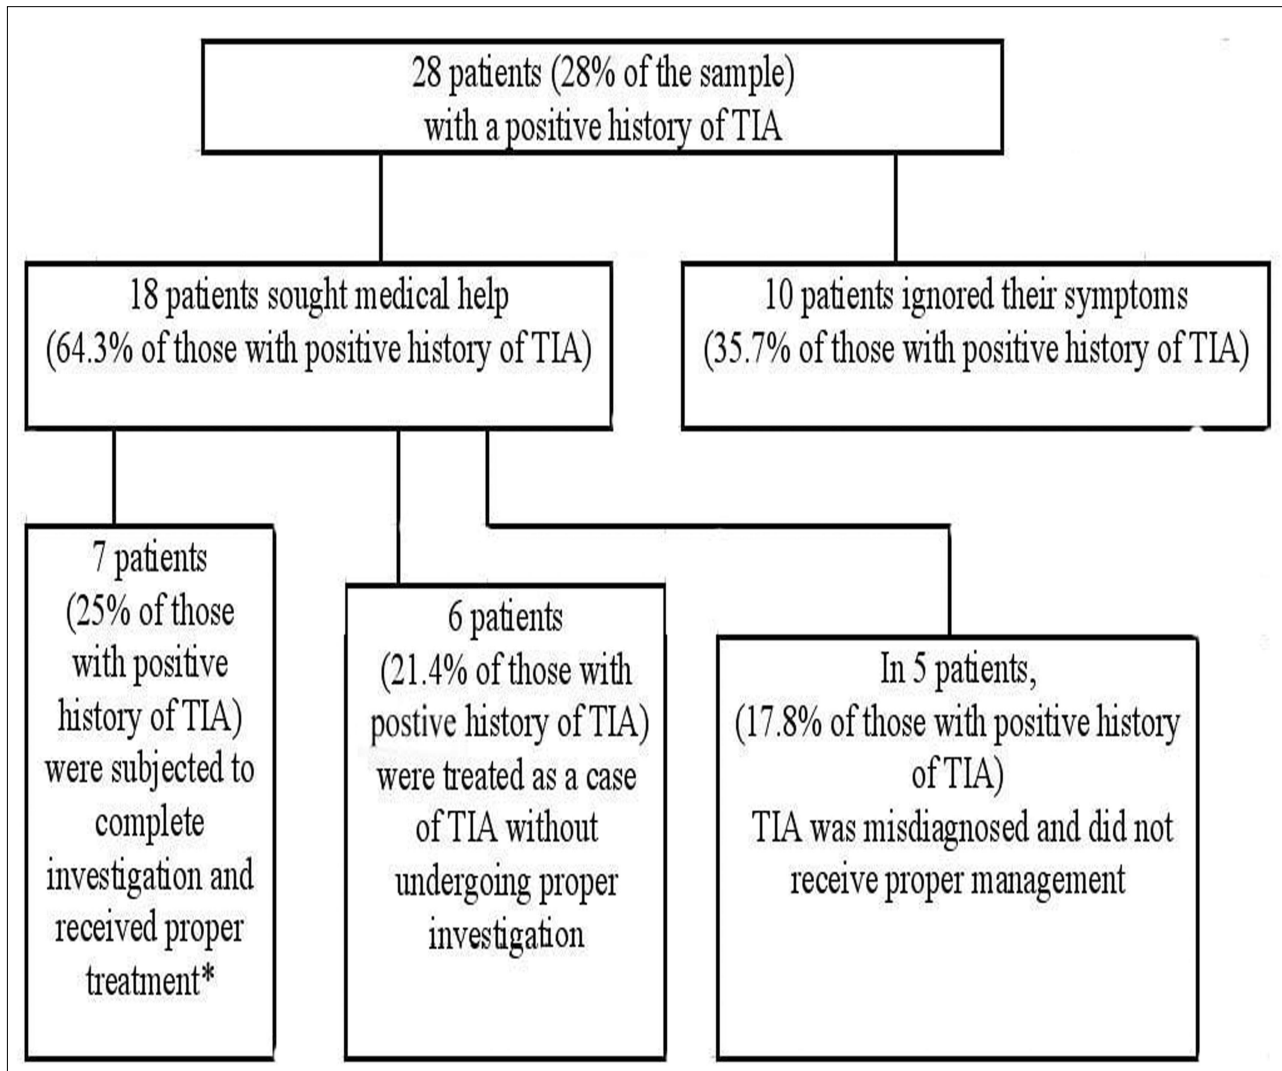 28 patients (28% of the sample)
with a positive history of TIA
18 patients sought medical help
(64.3% of those with positive history of TIA)
10 patients ignored their symptoms
(35.7% of those with positive history of TIA)
7 patients
(25% of those
with positive
history of TIA)
were subjected to
complete
investigation and
received proper
treatment*
6 patients
(21.4% of those with
postive history of TIA)
were treated as a case
of TIA without
undergoing proper
investigation
In 5 patients,
(17.8% of those with positive history
of TIA)
TIA was misdiagnosed and did not
receive proper management